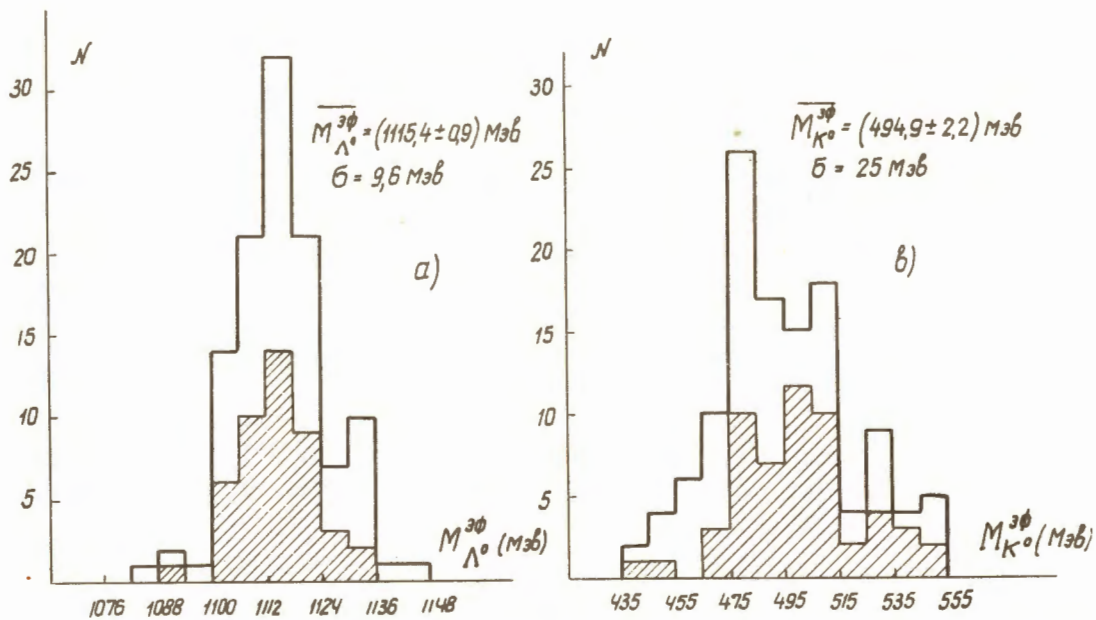 N
30
25
20
15
10
5
M^эф_Λ° = (1115,4 ± 0,9) Мэв
б = 9,6 Мэв
а)
M^эф_Λ° (Мэв)
1076 1088 1100 1112 1124 1136 1148
N
30
25
20
15
10
5
M^эф_K° = (494,9 ± 2,2) Мэв
б = 25 Мэв
в)
M^эф_K° (Мэв)
435 455 475 495 515 535 555